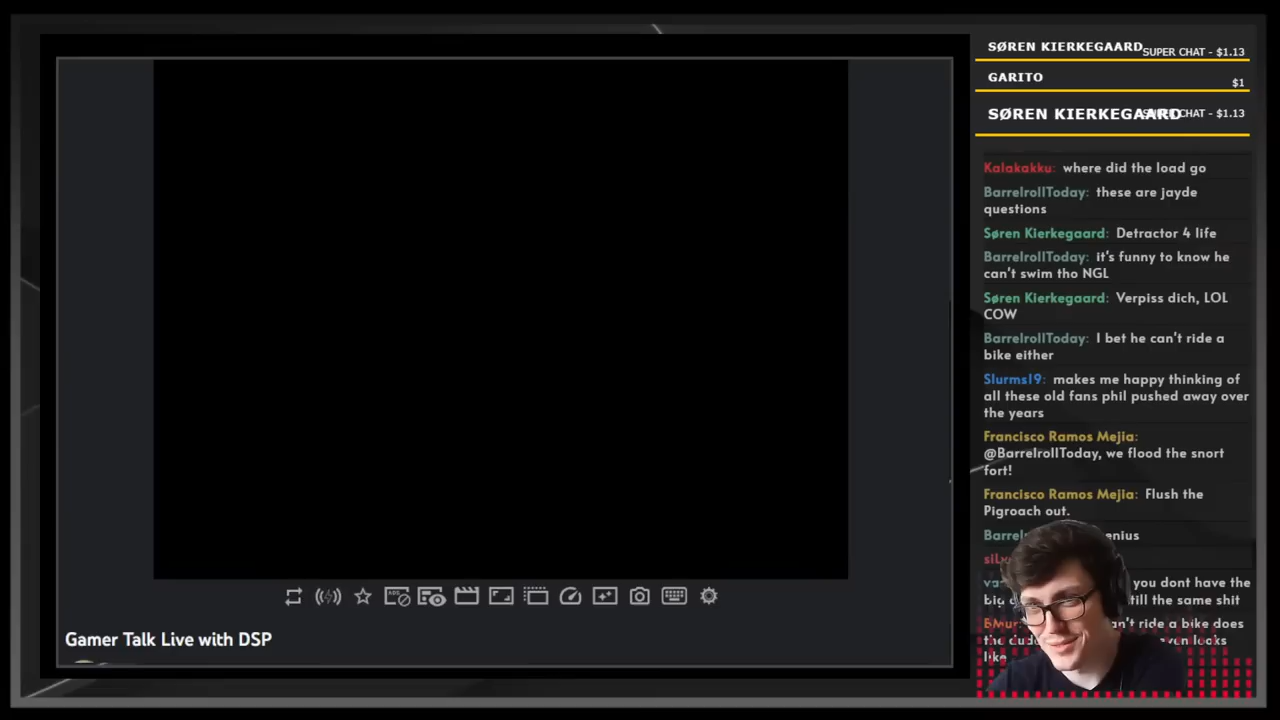 SØREN KIERKEGAARD SUPER CHAT - $1.13
GARITO $1
SØREN KIERKEGAARD CHAT - $1.13
Kalakakku: where did the load go
BarrelrollToday: these are jayde
questions
Søren Kierkegaard: Detractor 4 life
BarrelrollToday: it's funny to know he
can't swim tho NGL
Søren Kierkegaard: Verpiss dich, LOL
COW
BarrelrollToday: I bet he can't ride a
bike either
Slurms19: makes me happy thinking of
all these old fans phil pushed away over
the years
Francisco Ramos Mejia:
@BarrelrollToday, we flood the snort
fort!
Francisco Ramos Mejia: Flush the
Pigroach out.
you dont have the
big till the same shit
an't ride a bike does
the looks
like
ADS
Gamer Talk Live with DSP